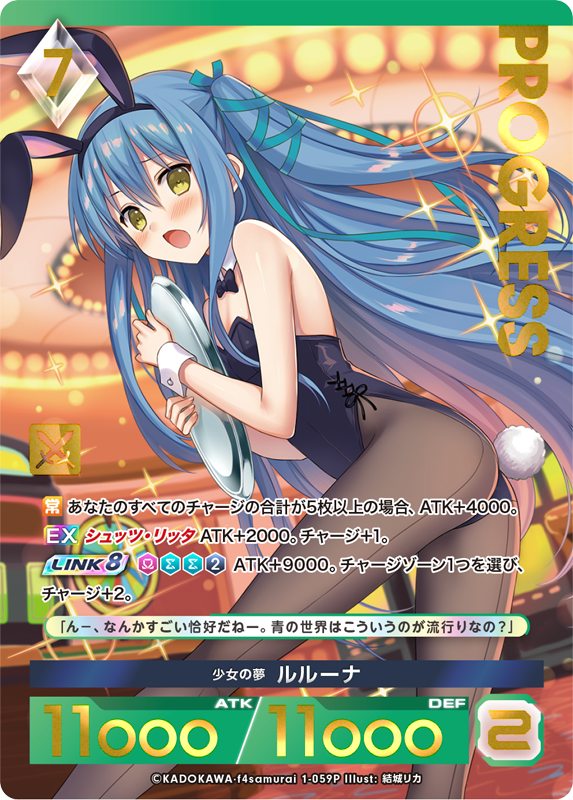 7
PROGRESS
常 あなたのすべてのチャージの合計が5枚以上の場合、ATK+4000。
EX シュッツ・リッタ ATK+2000。チャージ+1。
LINK 8 Ω Σ Σ 2 ATK+9000。チャージゾーン1つを選び、
チャージ+2。
「んー、なんかすごい恰好だねー。青の世界はこういうのが流行りなの？」
少女の夢 ルルーナ
ATK DEF
11000 / 11000 2
©KADOKAWA・f4samurai 1-059P Illust: 結城リカ